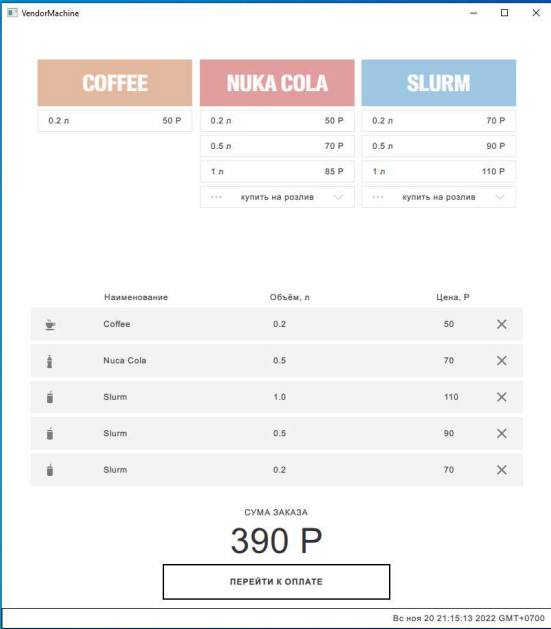 VendorMachine
COFFEE NUKA COLA SLURM
0.2 л 50 Р 0.2 л 50 Р 0.2 л 70 Р
0.5 л 70 Р 0.5 л 90 Р
1 л 85 Р 1 л 110 Р
••• купить на розлив ••• купить на розлив
Наименование Объём, л Цена, Р
Coffee 0.2 50
Nuca Cola 0.5 70
Slurm 1.0 110
Slurm 0.5 90
Slurm 0.2 70
СУМА ЗАКАЗА
390 Р
ПЕРЕЙТИ К ОПЛАТЕ
Вс ноя 20 21:15:13 2022 GMT+0700